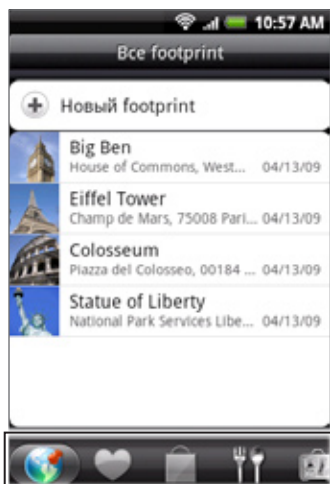 10:57 AM
Все footprint
Новый footprint
Big Ben
House of Commons, West... 04/13/09
Eiffel Tower
Champ de Mars, 75008 Pari... 04/13/09
Colosseum
Piazza del Colosseo, 00184 ... 04/13/09
Statue of Liberty
National Park Services Libe... 04/13/09